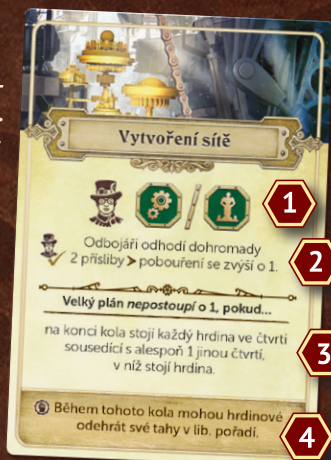 Vytvoření sítě
1
Odbojáři odhodí dohromady
2 přísliby ➤ pobouření se zvýší o 1.
2
Velký plán nepostoupí o 1, pokud...
na konci kola stojí každý hrdina ve čtvrti
sousedící s alespoň 1 jinou čtvrtí,
v níž stojí hrdina.
3
Během tohoto kola mohou hrdinové
odehrát své tahy v lib. pořadí.
4